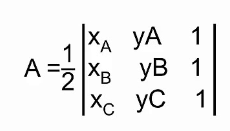 x_A yA 1
A = 1/2 x_B yB 1
x_C yC 1